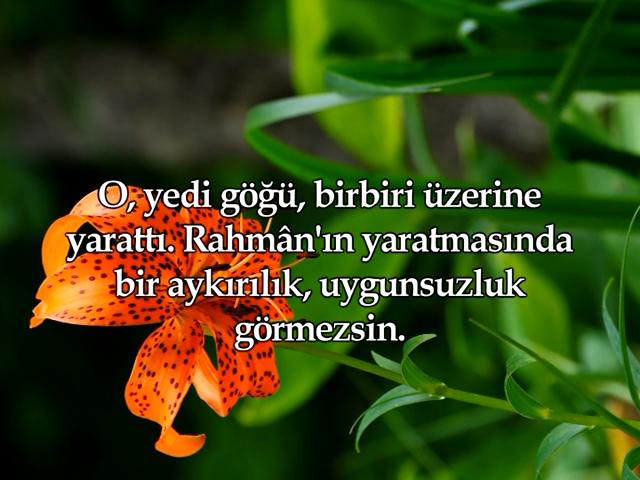 O, yedi göğü, birbiri üzerine
yarattı. Rahmân'ın yaratmasında
bir aykırılık, uygunsuzluk
görmezsin.